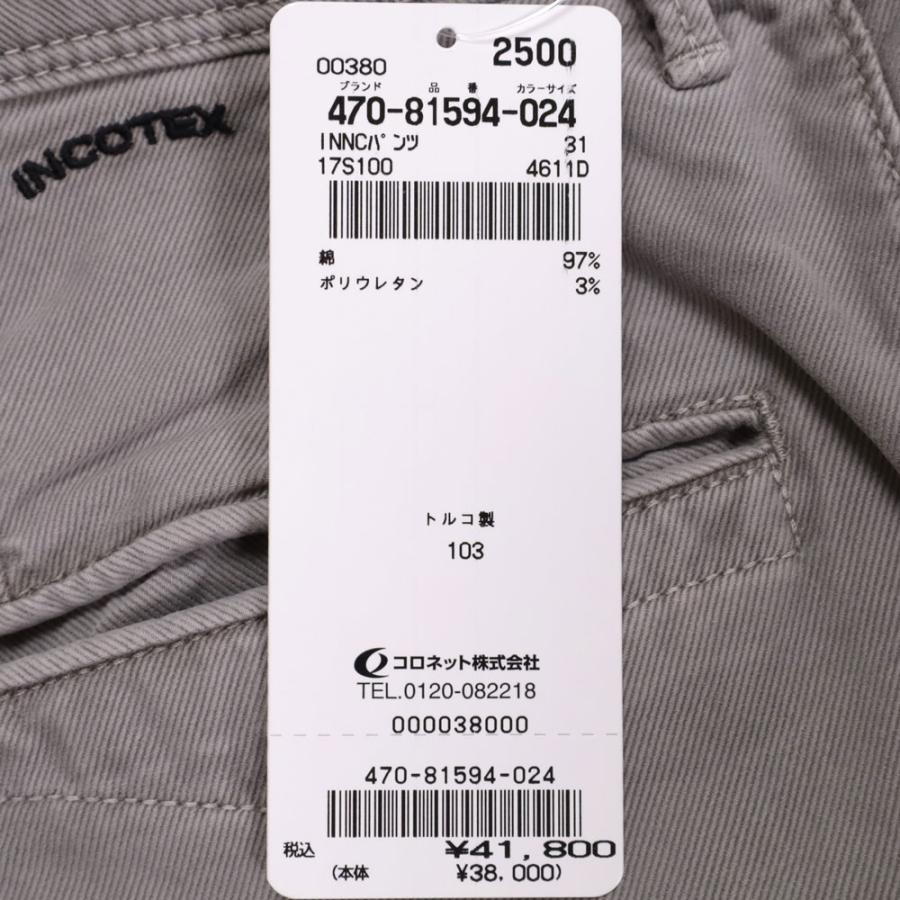 INCOTEX
2500
00380
ブランド 品 番 カラーサイズ
470-81594-024
INNCパンツ 31
17S100 4611D
綿 97%
ポリウレタン 3%
トルコ製
103
コロネット株式会社
TEL.0120-082218
000038000
470-81594-024
税込 ¥41,800
(本体 ¥38,000)